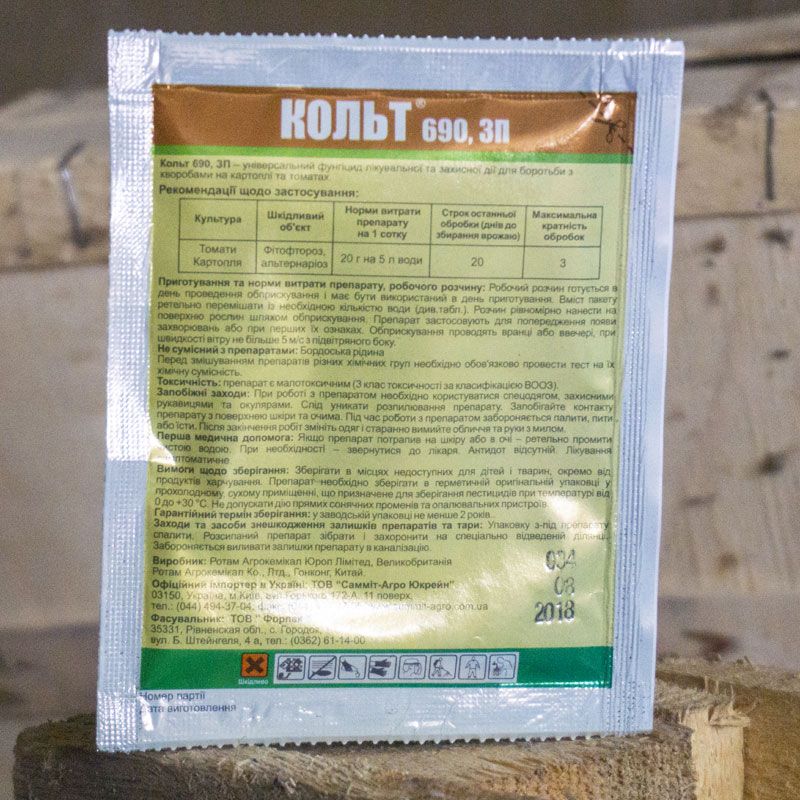 КОЛЬТ® 690, ЗП
Кольт 690, ЗП – універсальний фунгіцид лікувальної та захисної дії для боротьби з
хворобами на картоплі та томатах.
Рекомендації щодо застосування:
Культура Шкідливий об'єкт Норми витрати препарату на 1 сотку Строк останньої обробки (днів до збирання врожаю) Максимальна кратність обробок
Томати Картопля Фітофтороз, альтернаріоз 20 г на 5 л води 20 3
Приготування та норми витрати препарату, робочого розчину: Робочий розчин готується в
день проведення обприскування і має бути використаний в день приготування. Вміст пакету
ретельно перемішати із необхідною кількістю води (див.табл.). Розчин рівномірно нанести на
поверхню рослин шляхом обприскування. Препарат застосовують для попередження появи
захворювань або при перших їх ознаках. Обприскування проводять вранці або ввечері, при
швидкості вітру не більше 5 м/с з підвітряного боку.
Не сумісний з препаратами: Бордоська рідина
Перед змішуванням препаратів різних хімічних груп необхідно обов'язково провести тест на їх
хімічну сумісність.
Токсичність: препарат є малотоксичним (3 клас токсичності за класифікацією ВООЗ).
Запобіжні заходи: При роботі з препаратом необхідно користуватися спецодягом, захисними
рукавицями та окулярами. Слід уникати розпилювання препарату. Запобігайте контакту
препарату з поверхнею шкіри та очима. Під час роботи з препаратом забороняється палити, пити
або їсти. Після закінчення робіт змініть одяг і старанно вимийте обличчя та руки з милом.
Перша медична допомога: Якщо препарат потрапив на шкіру або в очі – ретельно промити
чистою водою. При необхідності – звернутися до лікаря. Антидот відсутній. Лікування
симптоматичне.
Вимоги щодо зберігання: Зберігати в місцях недоступних для дітей і тварин, окремо від
продуктів харчування. Препарат необхідно зберігати в герметичній оригінальній упаковці у
прохолодному, сухому приміщенні, що призначене для зберігання пестицидів при температурі від
0 до +30 °С. Не допускати дію прямих сонячних променів та опалювальних пристроїв.
Гарантійний термін зберігання: у заводській упаковці не менше 2 років.
Заходи та засоби знешкодження залишків препаратів та тари: Упаковку з-під препарату
спалити. Розсипаний препарат зібрати і захоронити на спеціально відведеній ділянці.
Забороняється виливати залишки препарату в каналізацію.
Виробник: Ротам Агрокемікал Юроп Лімітед, Великобританія
Ротам Агрокемікал Ко., Лтд., Гонконг, Китай.
Офіційний імпортер в Україні: ТОВ "Самміт-Агро Юкрейн"
03150, Україна, м.Київ, вул.Горького 172-А, 11 поверх,
тел.: (044) 494-37-04, факс
summit-agro.com.ua
034
08
2018
Фасувальник: ТОВ "Форпак
35331, Рівненская обл., с. Городок,
вул. Б. Штейнгеля, 4 а, тел.: (0362) 61-14-00
Шкідливо
Номер партії
Дата виготовлення